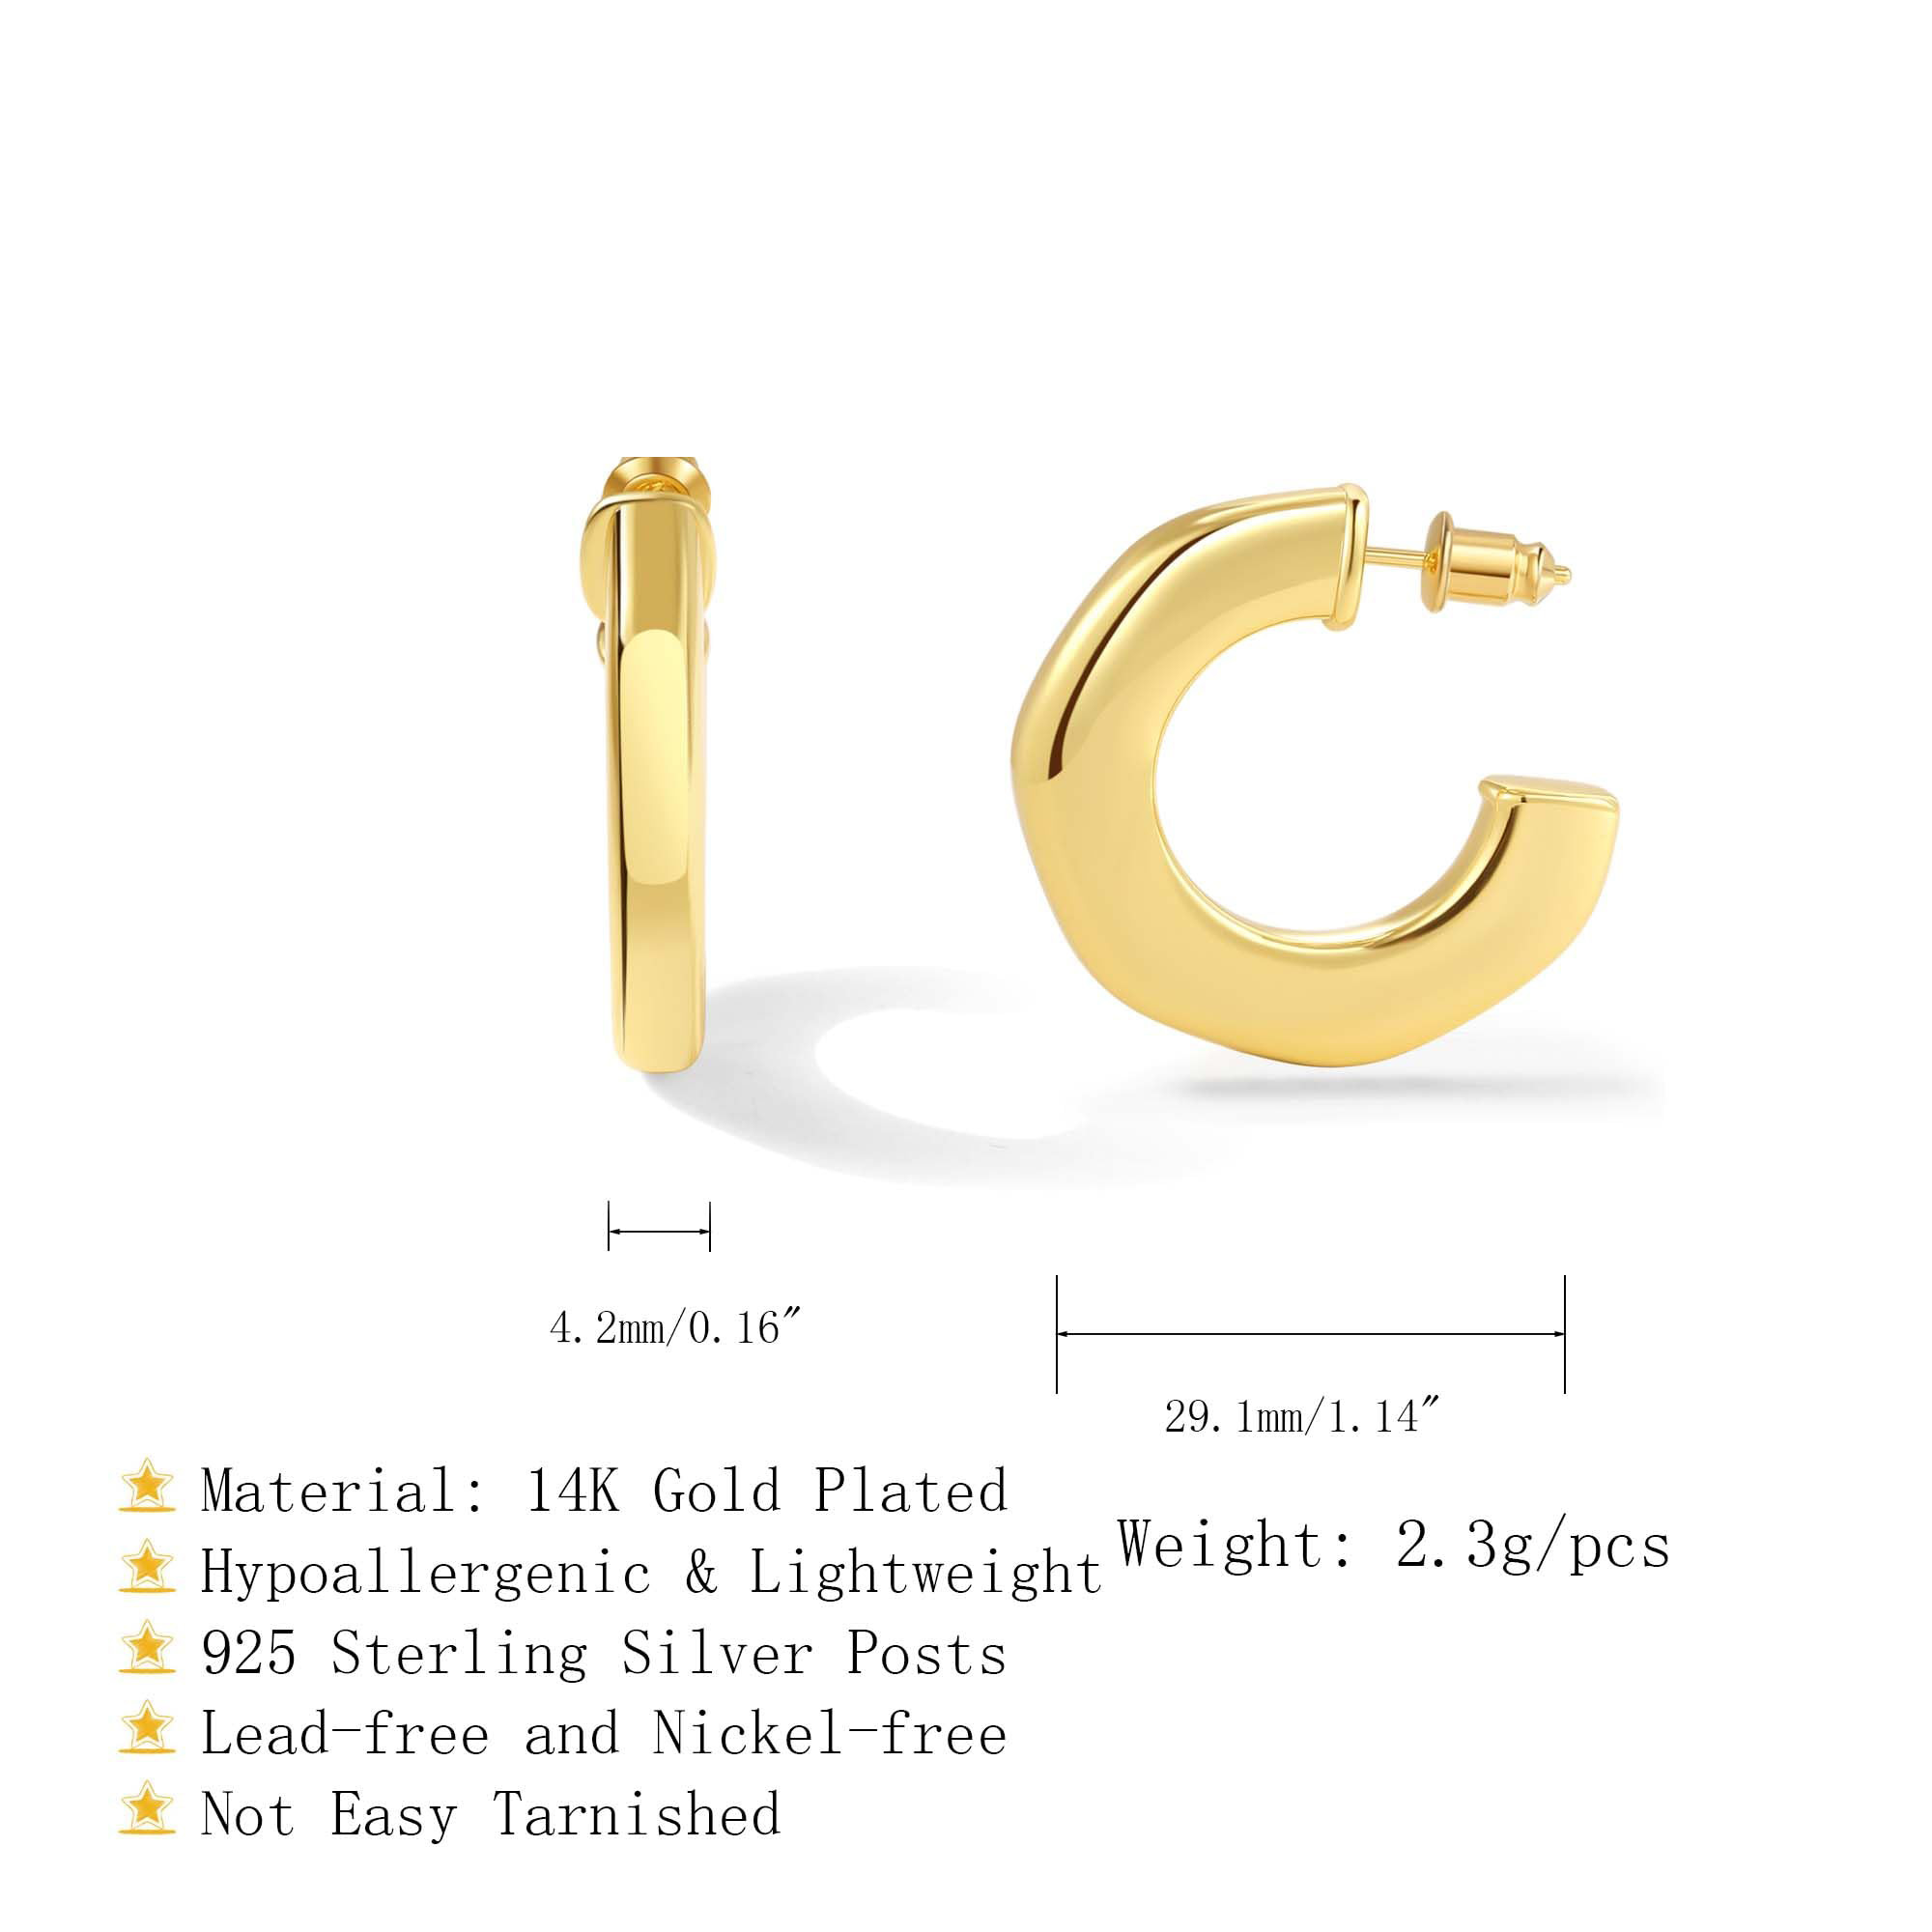 4.2mm/0.16"
29.1mm/1.14"
Material: 14K Gold Plated
Hypoallergenic & Lightweight
Weight: 2.3g/pcs
925 Sterling Silver Posts
Lead-free and Nickel-free
Not Easy Tarnished